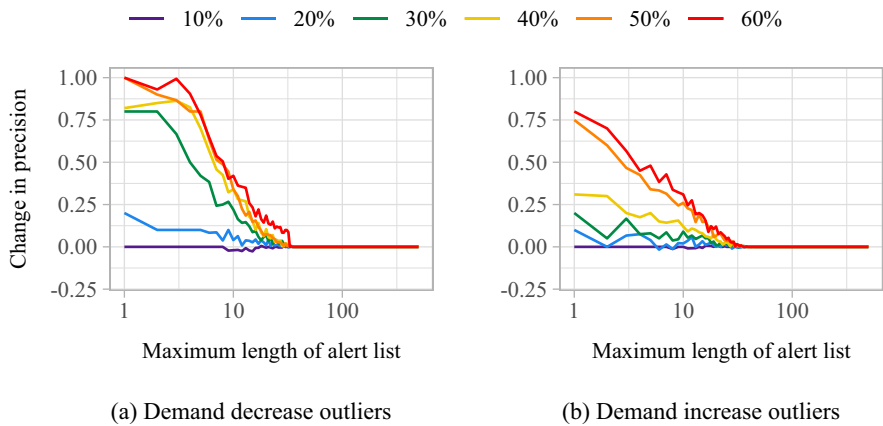 10% 20% 30% 40% 50% 60%
Change in precision
1.00
0.75
0.50
0.25
0.00
-0.25
1 10 100
Maximum length of alert list
(a) Demand decrease outliers
1.00
0.75
0.50
0.25
0.00
-0.25
1 10 100
Maximum length of alert list
(b) Demand increase outliers